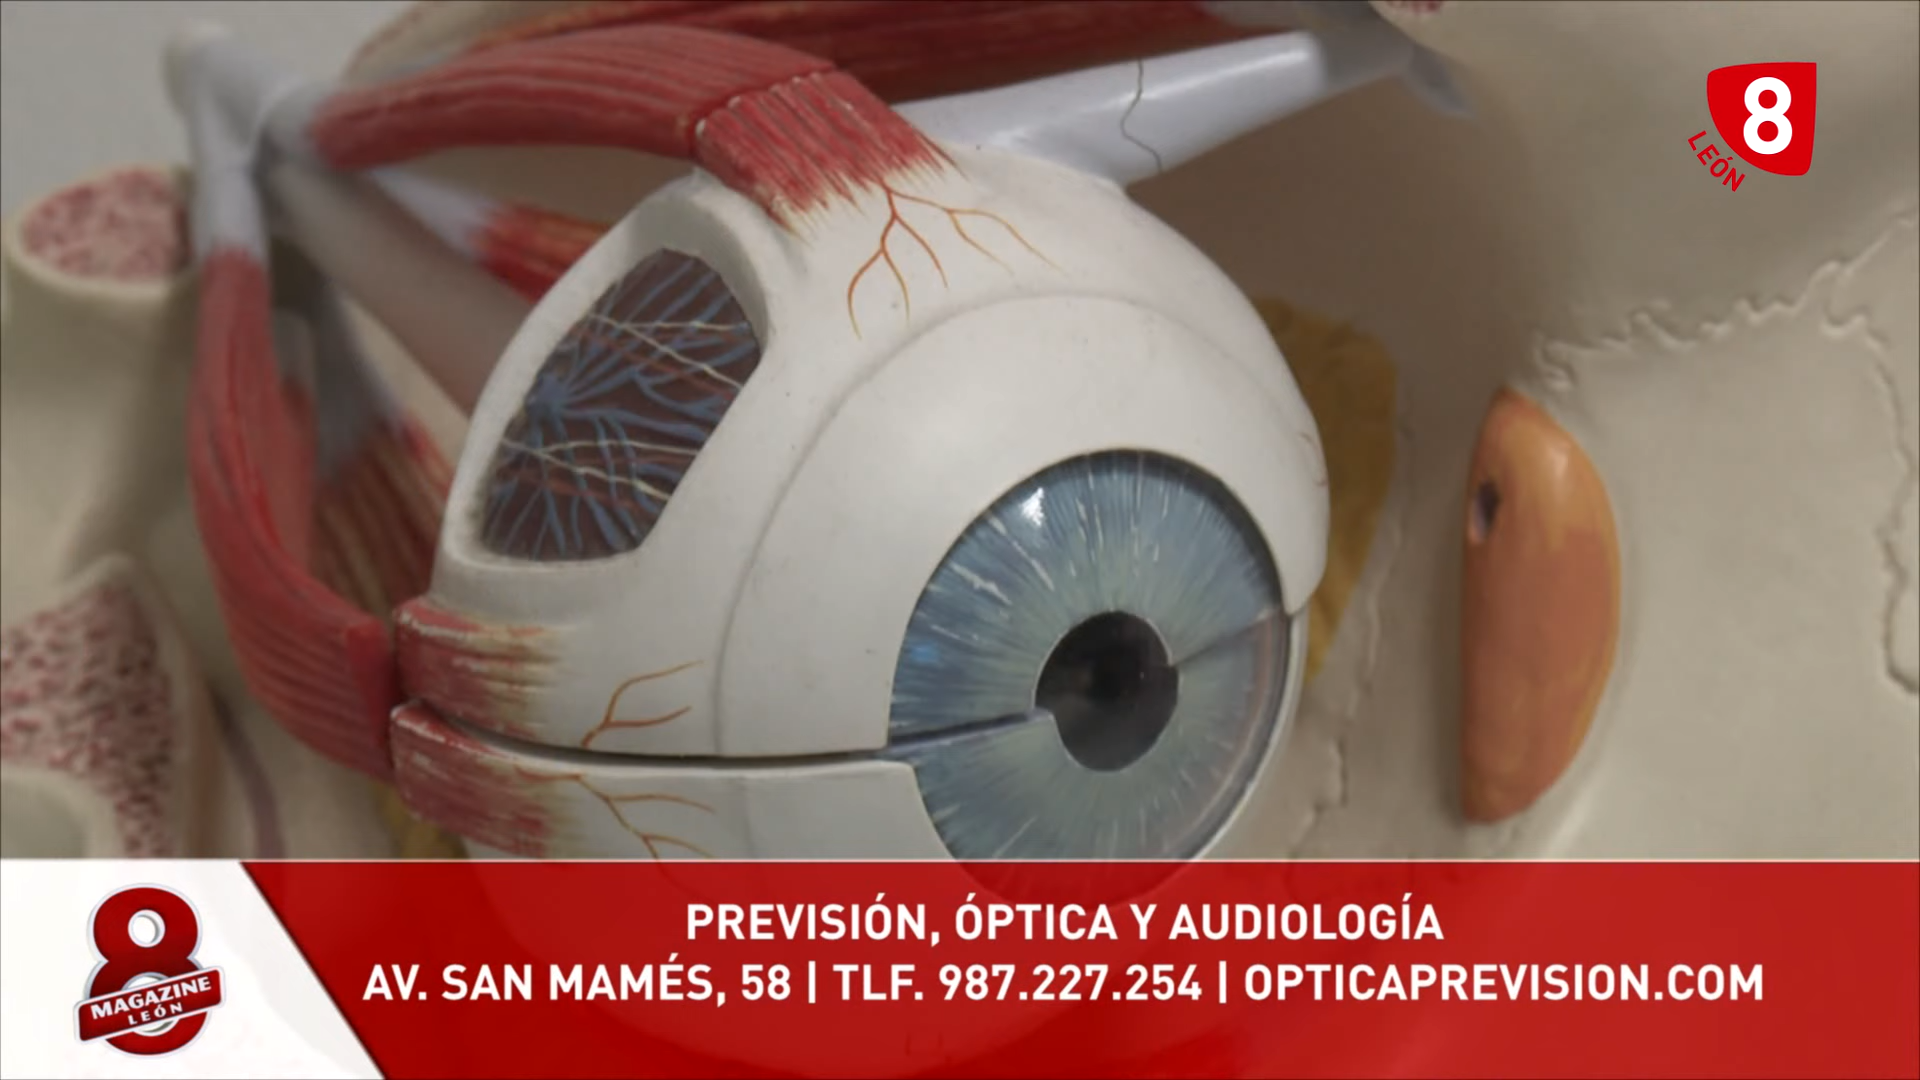 8
LEÓN
PREVISIÓN, ÓPTICA Y AUDIOLOGÍA
AV. SAN MAMÉS, 58 | TLF. 987.227.254 | OPTICAPREVISION.COM
8
MAGAZINE
LEÓN